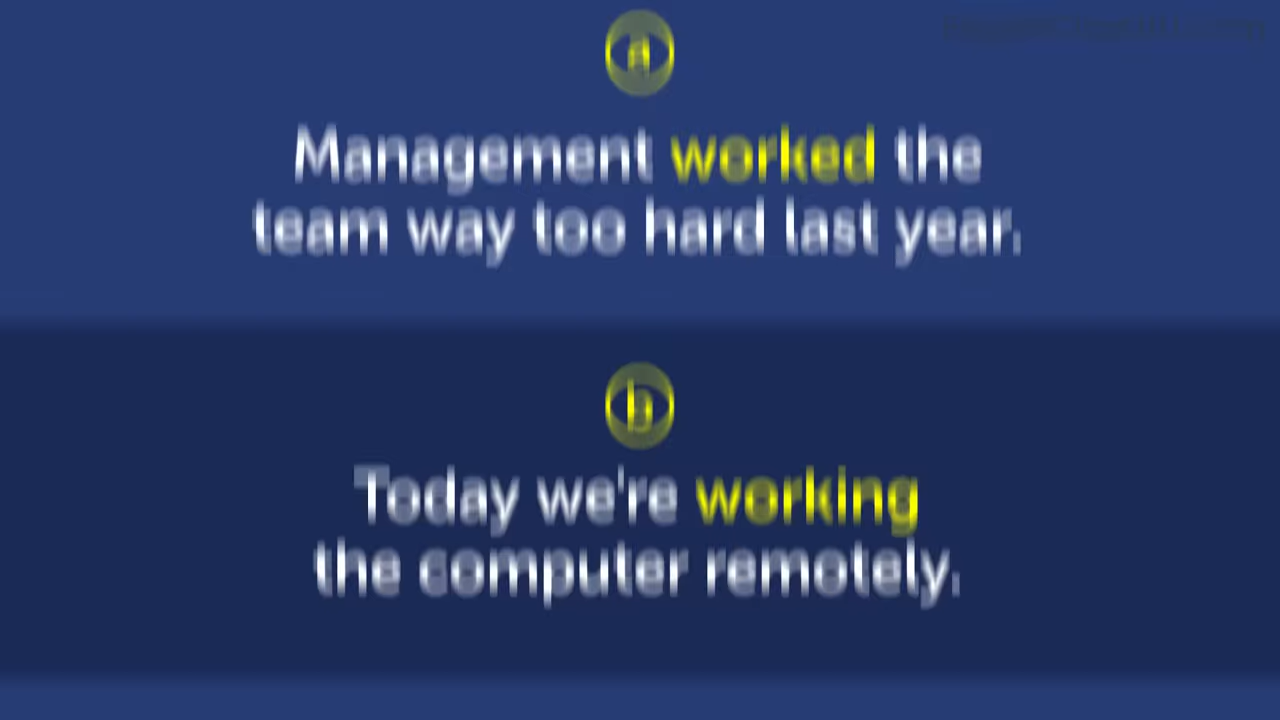 a
Management worked the
team way too hard last year.
b
Today we're working
the computer remotely.